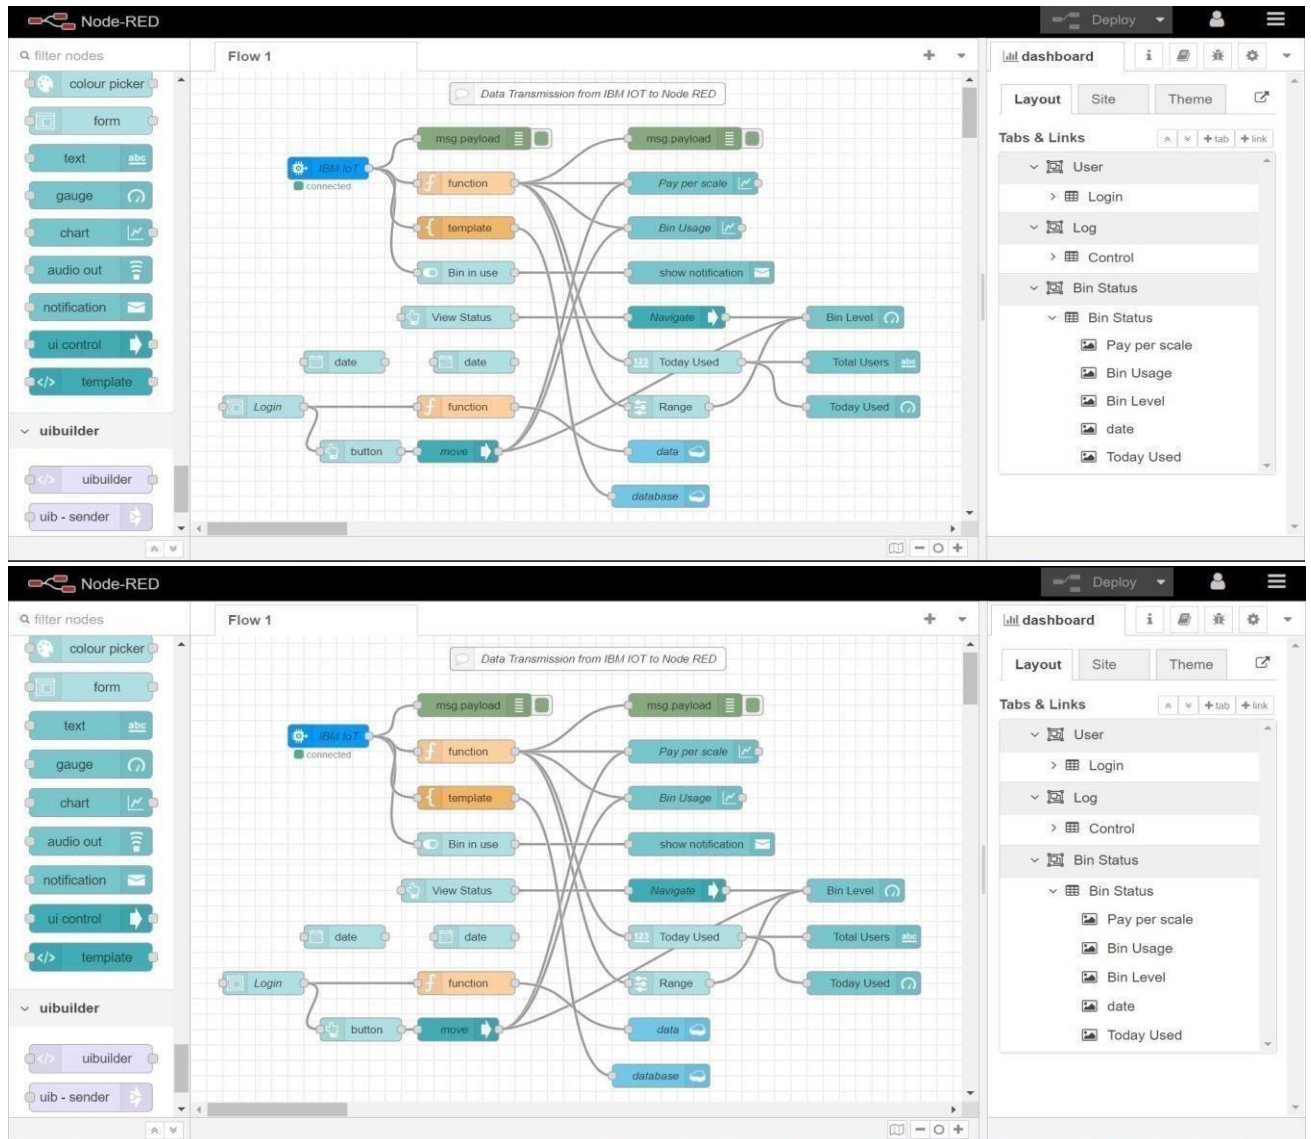 Node-RED
Deploy
filter nodes
Flow 1
dashboard
i
colour picker
form
text
abc
gauge
chart
audio out
notification
ui control
</> template
uibuilder
</> uibuilder
uib - sender
Data Transmission from IBM IOT to Node RED
msg.payload
msg.payload
IBM IoT
connected
f function
Pay per scale
{ template
Bin Usage
Bin in use
show notification
View Status
Navigate
Bin Level
date
date
123 Today Used
Total Users abc
Login
f function
Range
Today Used
button
move
data
database
Layout
Site
Theme
Tabs & Links
+ tab
+ link
User
Login
Log
Control
Bin Status
Bin Status
Pay per scale
Bin Usage
Bin Level
date
Today Used
Node-RED
Deploy
filter nodes
Flow 1
dashboard
i
colour picker
form
text
abc
gauge
chart
audio out
notification
ui control
</> template
uibuilder
</> uibuilder
uib - sender
Data Transmission from IBM IOT to Node RED
msg.payload
msg.payload
IBM IoT
connected
f function
Pay per scale
{ template
Bin Usage
Bin in use
show notification
View Status
Navigate
Bin Level
date
date
123 Today Used
Total Users abc
Login
f function
Range
Today Used
button
move
data
database
Layout
Site
Theme
Tabs & Links
+ tab
+ link
User
Login
Log
Control
Bin Status
Bin Status
Pay per scale
Bin Usage
Bin Level
date
Today Used